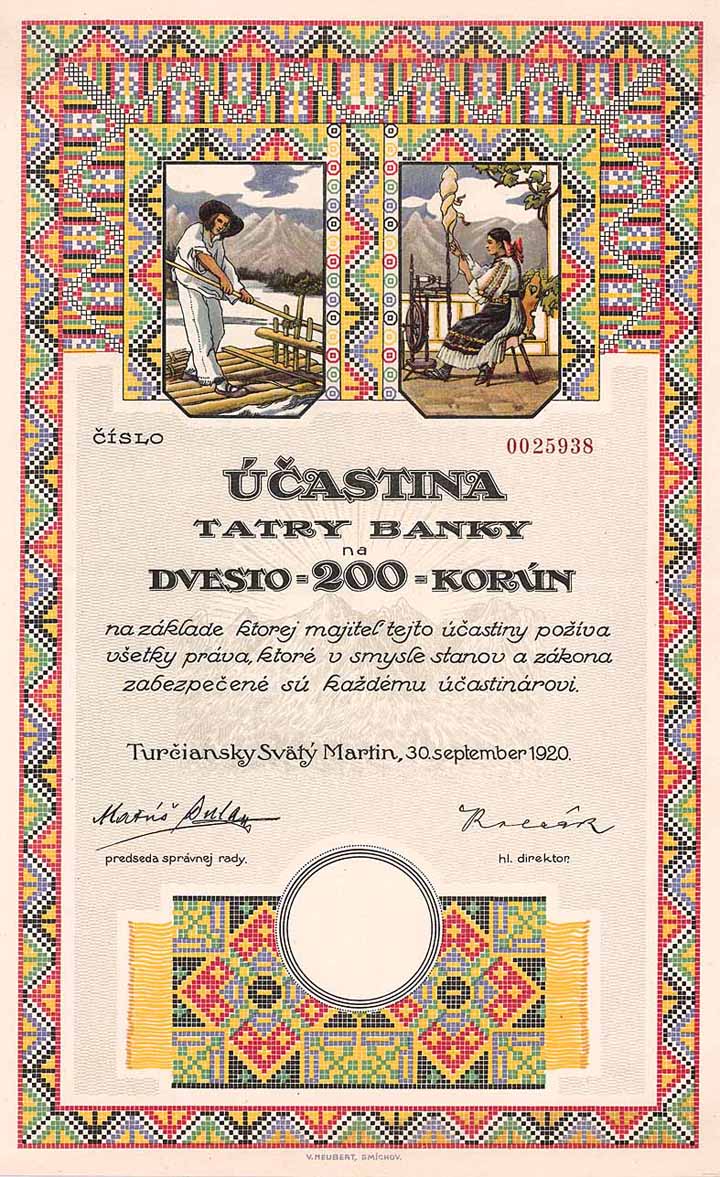 ČÍSLO
0025938
ÚČASTINA
TATRY BANKY
na
DVESTO = 200 = KORÚN
na základe ktorej majiteľ tejto účastiny požíva
všetky práva, ktoré v smysle stanov a zákona
zabezpečené sú každému účastinárovi.
Turčiansky Svätý Martin, 30. september 1920.
Matúš Dula
predseda správnej rady.
hl. direktor.
V. NEUBERT, SMÍCHOV.